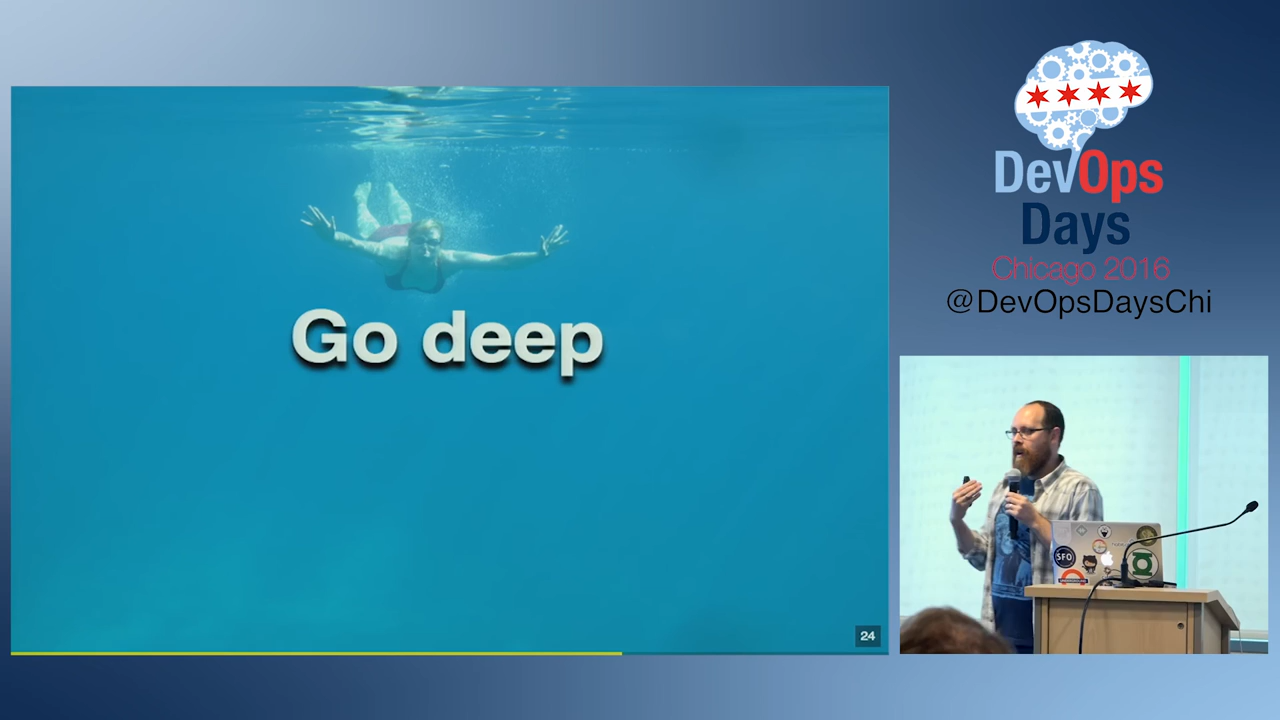 Go deep
24
DevOps
Days
Chicago 2016
@DevOpsDaysChi
SFO